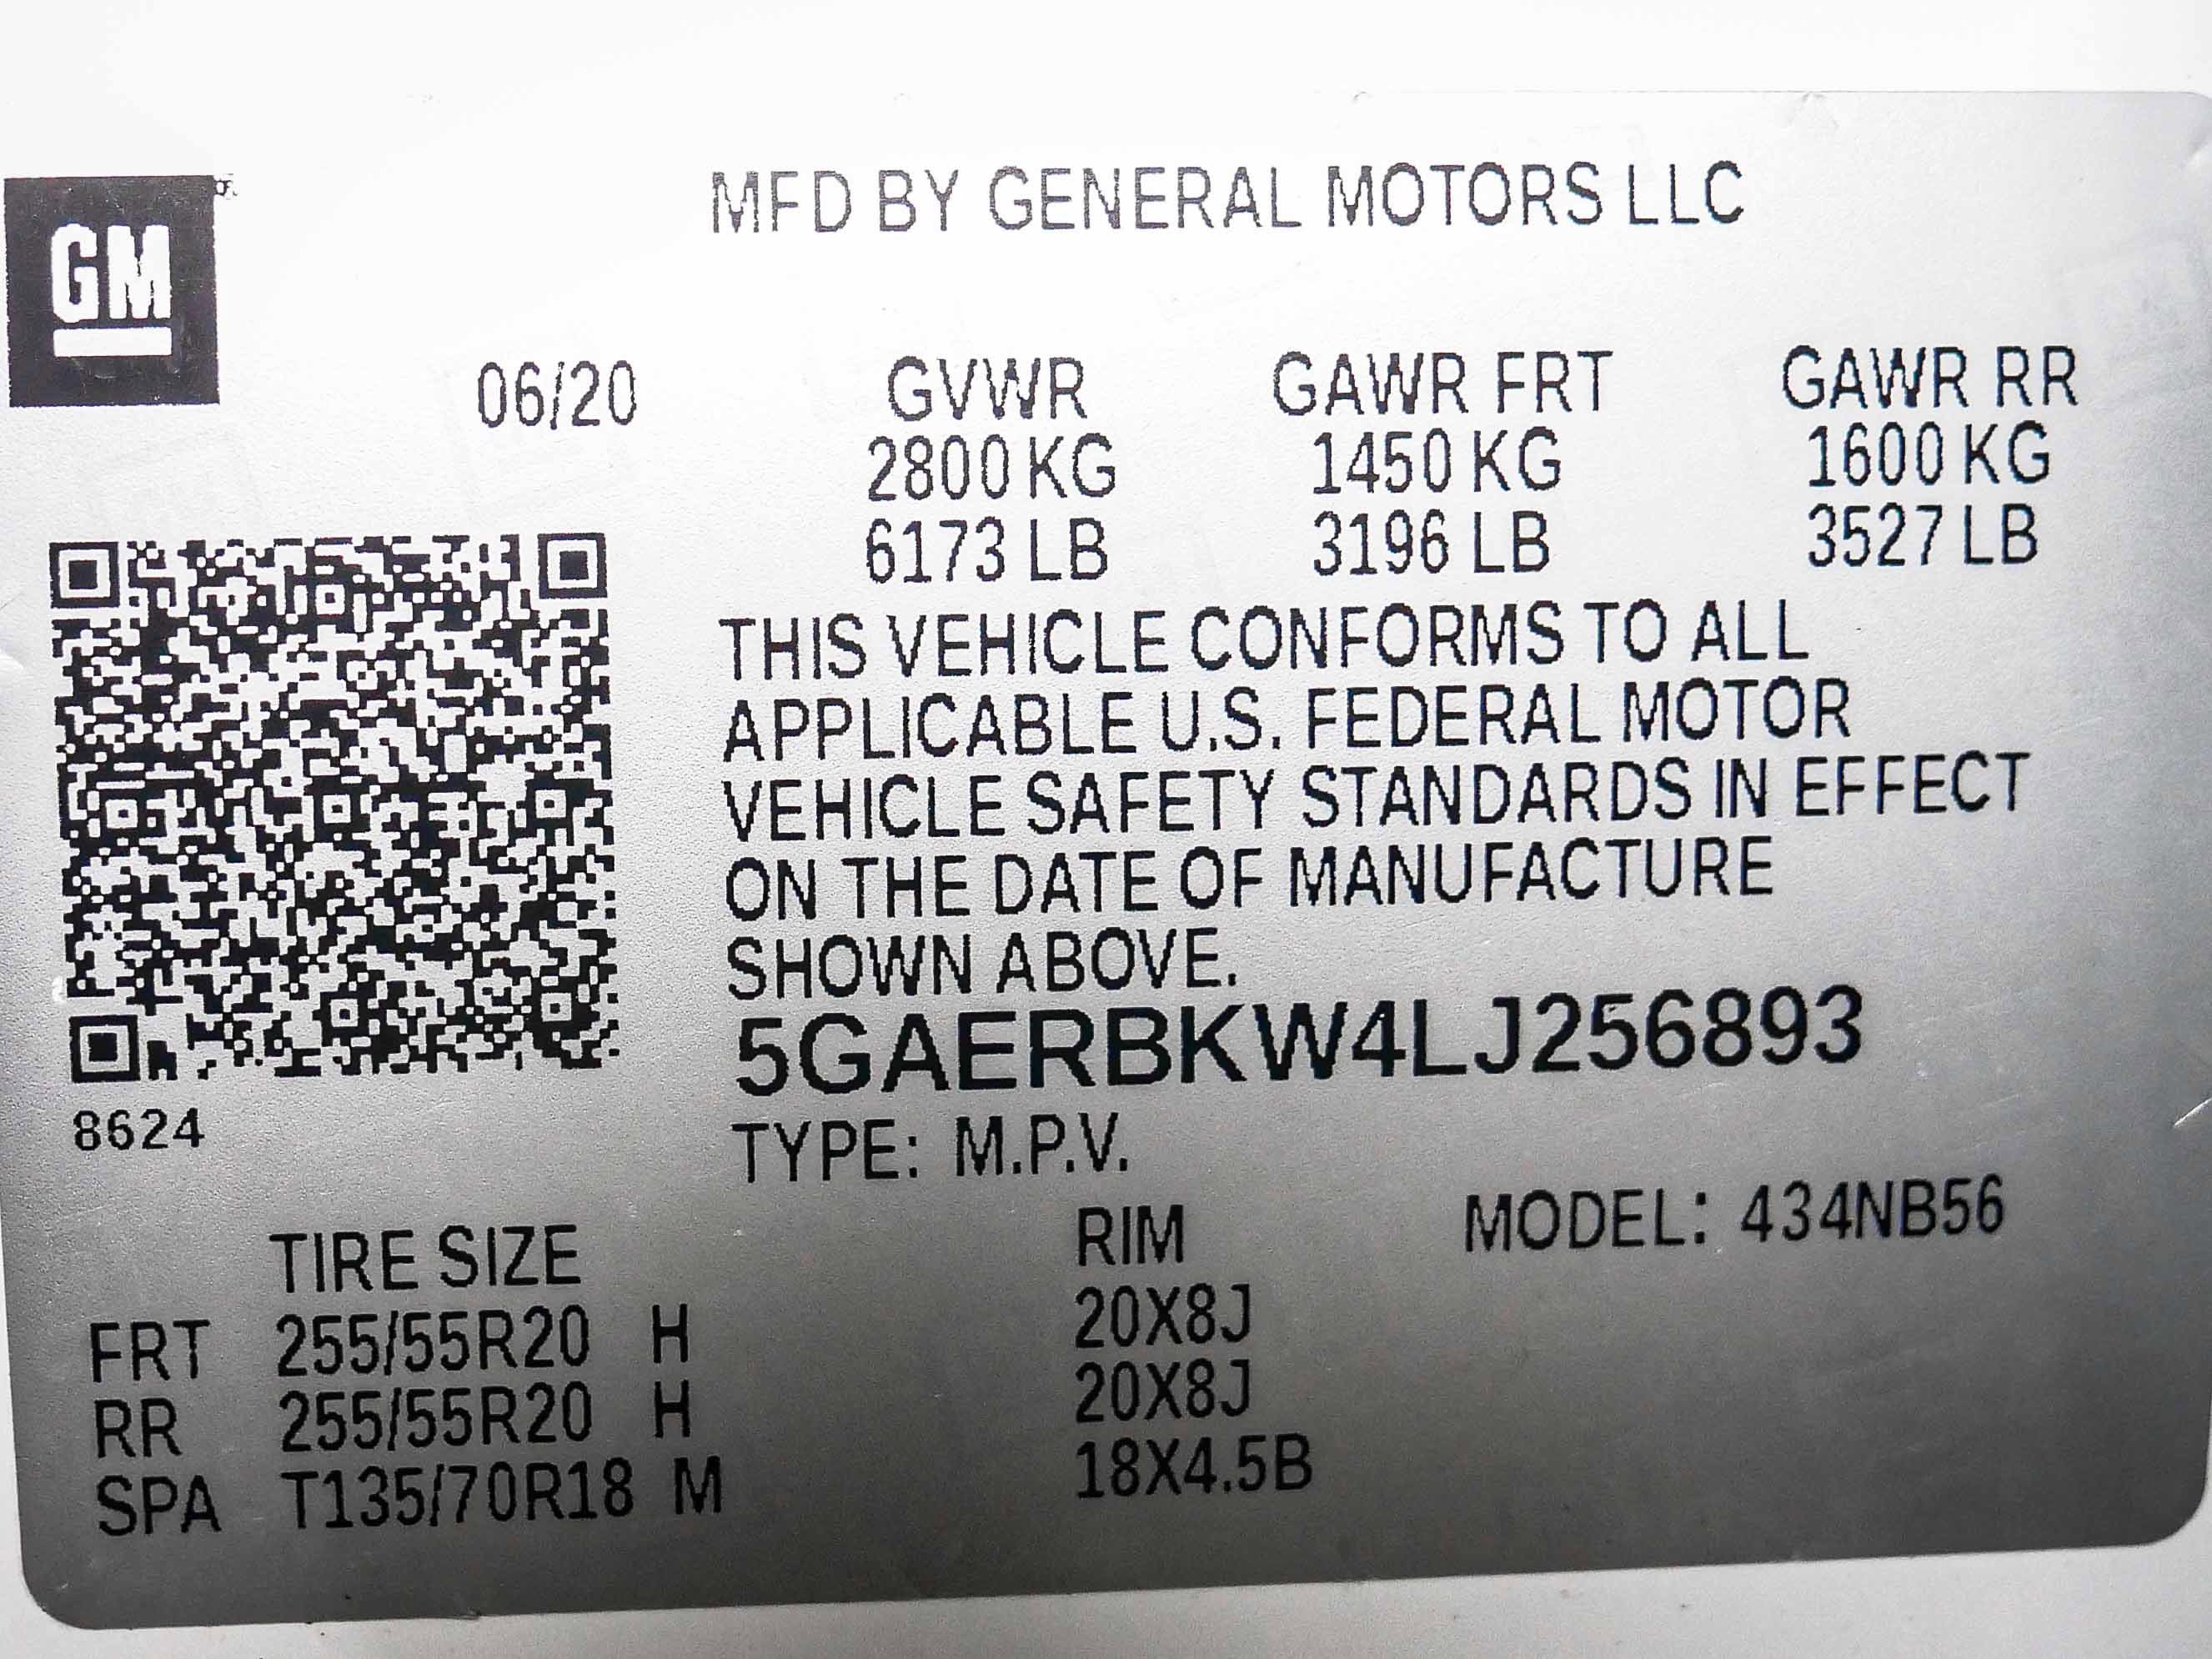 MFD BY GENERAL MOTORS LLC
GM
06/20
GVWR GAWR FRT GAWR RR
2800 KG 1450 KG 1600 KG
6173 LB 3196 LB 3527 LB
THIS VEHICLE CONFORMS TO ALL
APPLICABLE U.S. FEDERAL MOTOR
VEHICLE SAFETY STANDARDS IN EFFECT
ON THE DATE OF MANUFACTURE
SHOWN ABOVE.
5GAERBKW4LJ256893
8624
TYPE: M.P.V.
MODEL: 434NB56
TIRE SIZE RIM
FRT 255/55R20 H 20X8J
RR 255/55R20 H 20X8J
SPA T135/70R18 M 18X4.5B